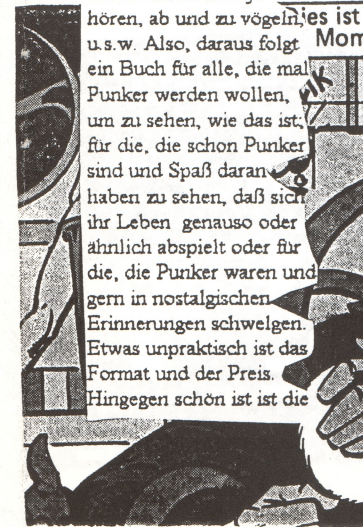 hören, ab und zu vögeln,
u.s.w. Also, daraus folgt
ein Buch für alle, die mal
Punker werden wollen,
um zu sehen, wie das ist;
für die, die schon Punker
sind und Spaß daran
haben zu sehen, daß sich
ihr Leben genauso oder
ähnlich abspielt oder für
die, die Punker waren und
gern in nostalgischen
Erinnerungen schwelgen.
Etwas unpraktisch ist das
Format und der Preis.
Hingegen schön ist ist die
ies ist
Mom